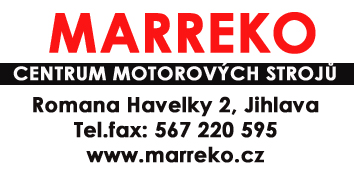 MARREKO
CENTRUM MOTOROVÝCH STROJŮ
Romana Havelky 2, Jihlava
Tel.fax: 567 220 595
www.marreko.cz